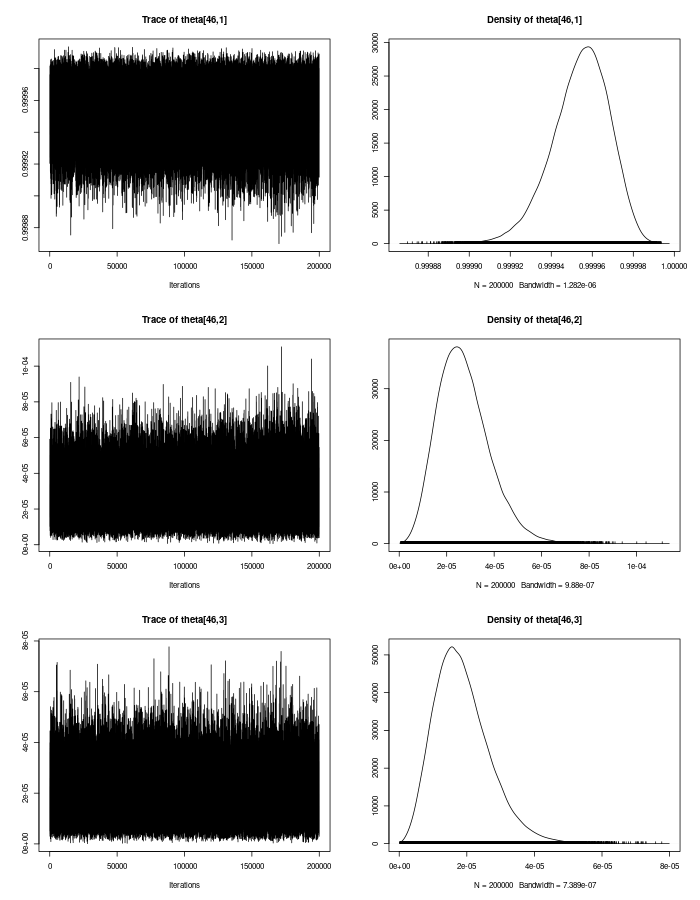 Trace of theta[46,1]
Density of theta[46,1]
0.99988 0.99992 0.99996
0 50000 100000 150000 200000
Iterations
0 5000 10000 15000 20000 25000 30000
0.99988 0.99990 0.99992 0.99994 0.99996 0.99998 1.00000
N = 200000 Bandwidth = 1.282e-06
Trace of theta[46,2]
Density of theta[46,2]
0e+00 2e-05 4e-05 6e-05 8e-05 1e-04
0 50000 100000 150000 200000
Iterations
0 10000 20000 30000
0e+00 2e-05 4e-05 6e-05 8e-05 1e-04
N = 200000 Bandwidth = 9.88e-07
Trace of theta[46,3]
Density of theta[46,3]
0e+00 2e-05 4e-05 6e-05 8e-05
0 50000 100000 150000 200000
Iterations
0 10000 20000 30000 40000 50000
0e+00 2e-05 4e-05 6e-05 8e-05
N = 200000 Bandwidth = 7.389e-07